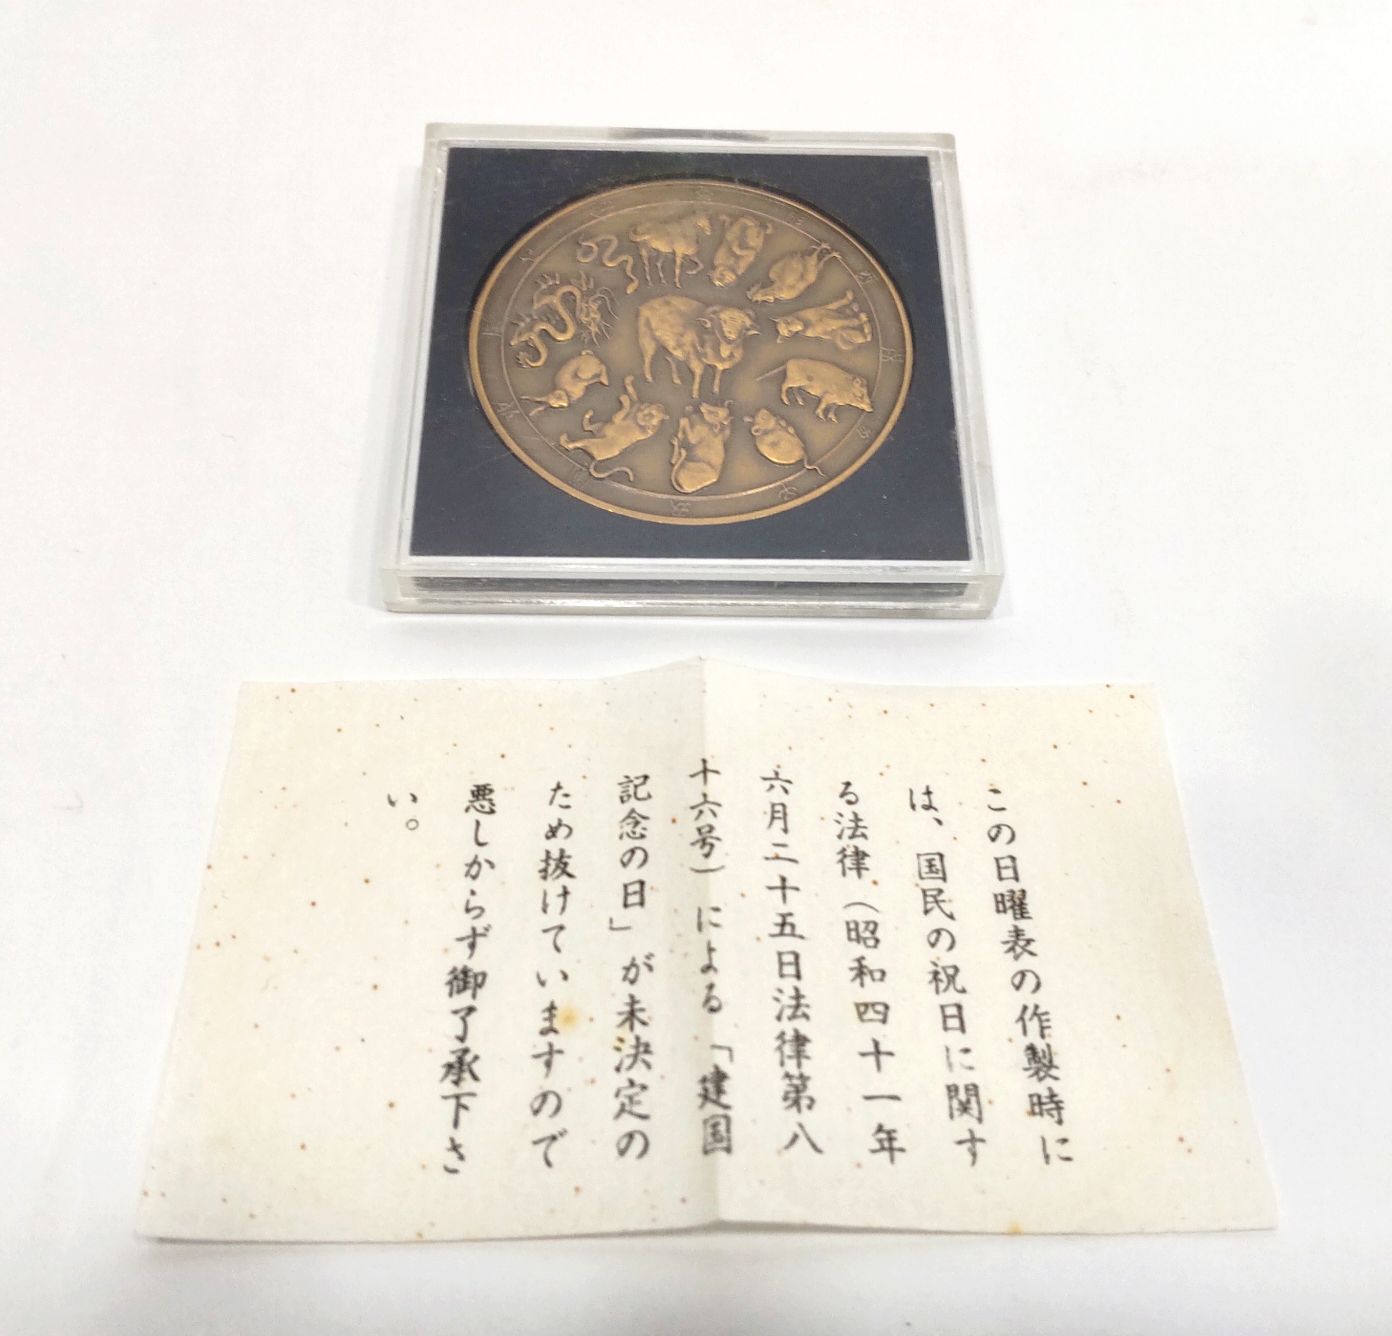 この日曜表の作製時に
は、国民の祝日に関す
る法律（昭和四十一年
六月二十五日法律第八
十六号）による「建国
記念の日」が未決定の
ため抜けていますので
悪しからず御了承下さ
い。